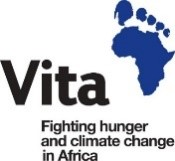 Vita
Fighting hunger
and climate change
in Africa